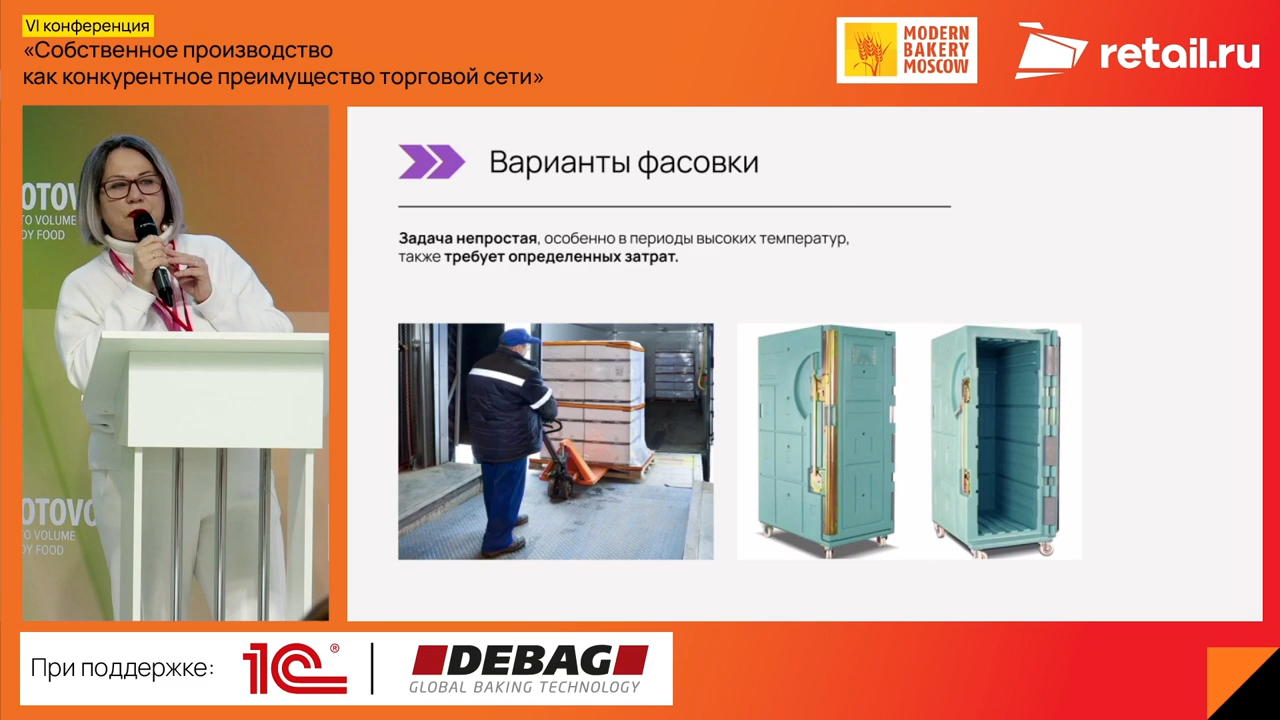 VI конференция
«Собственное производство
как конкурентное преимущество торговой сети»
MODERN
BAKERY
MOSCOW
retail.ru
OTOV
TO VOLUME
DY FOOD
OTOVO
TO VOLUME
DY FOOD
Варианты фасовки
Задача непростая, особенно в периоды высоких температур,
также требует определенных затрат.
При поддержке:
1C®
DEBAG
GLOBAL BAKING TECHNOLOGY